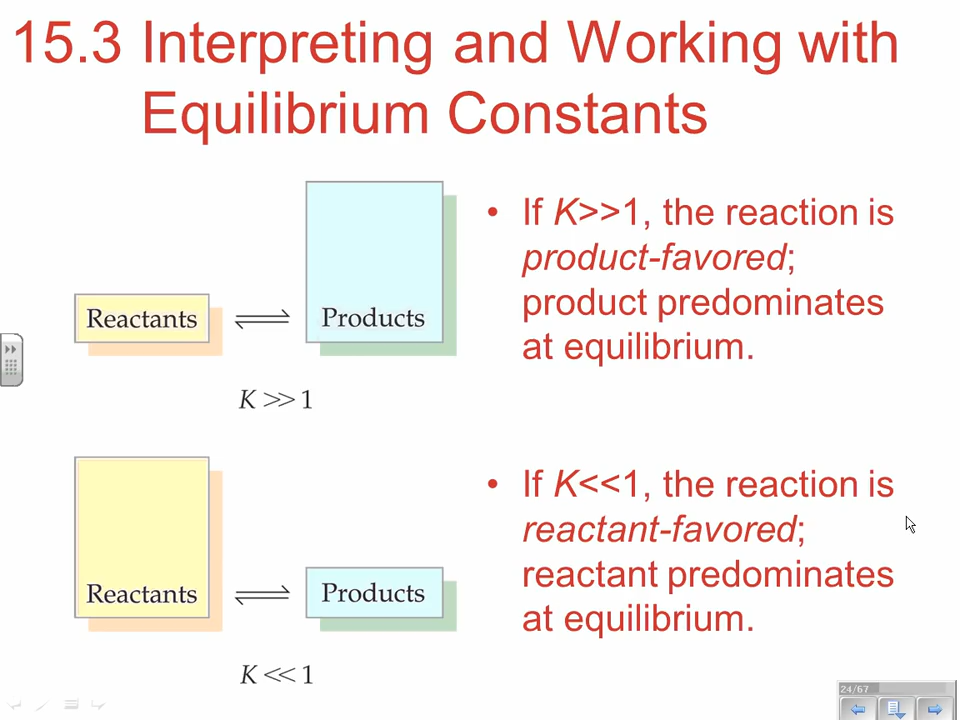 15.3 Interpreting and Working with
Equilibrium Constants
• If K>>1, the reaction is
product-favored;
product predominates
at equilibrium.
Reactants ⇌ Products
K >> 1
• If K<<1, the reaction is
reactant-favored;
reactant predominates
at equilibrium.
Reactants ⇌ Products
K << 1
24/67